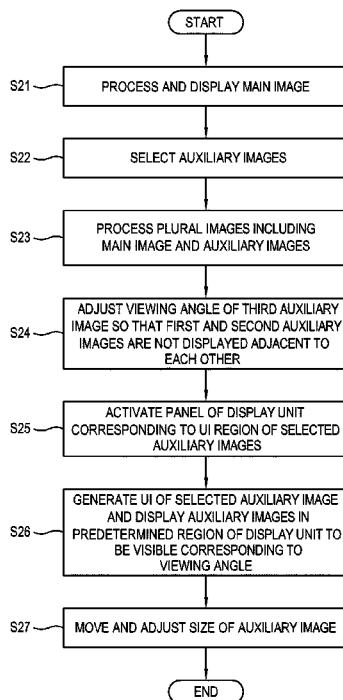 START
S21
PROCESS AND DISPLAY MAIN IMAGE
S22
SELECT AUXILIARY IMAGES
S23
PROCESS PLURAL IMAGES INCLUDING
MAIN IMAGE AND AUXILIARY IMAGES
S24
ADJUST VIEWING ANGLE OF THIRD AUXILIARY
IMAGE SO THAT FIRST AND SECOND AUXILIARY
IMAGES ARE NOT DISPLAYED ADJACENT TO
EACH OTHER
S25
ACTIVATE PANEL OF DISPLAY UNIT
CORRESPONDING TO UI REGION OF SELECTED
AUXILIARY IMAGES
S26
GENERATE UI OF SELECTED AUXILIARY IMAGE
AND DISPLAY AUXILIARY IMAGES IN
PREDETERMINED REGION OF DISPLAY UNIT TO
BE VISIBLE CORRESPONDING TO
VIEWING ANGLE
S27
MOVE AND ADJUST SIZE OF AUXILIARY IMAGE
END